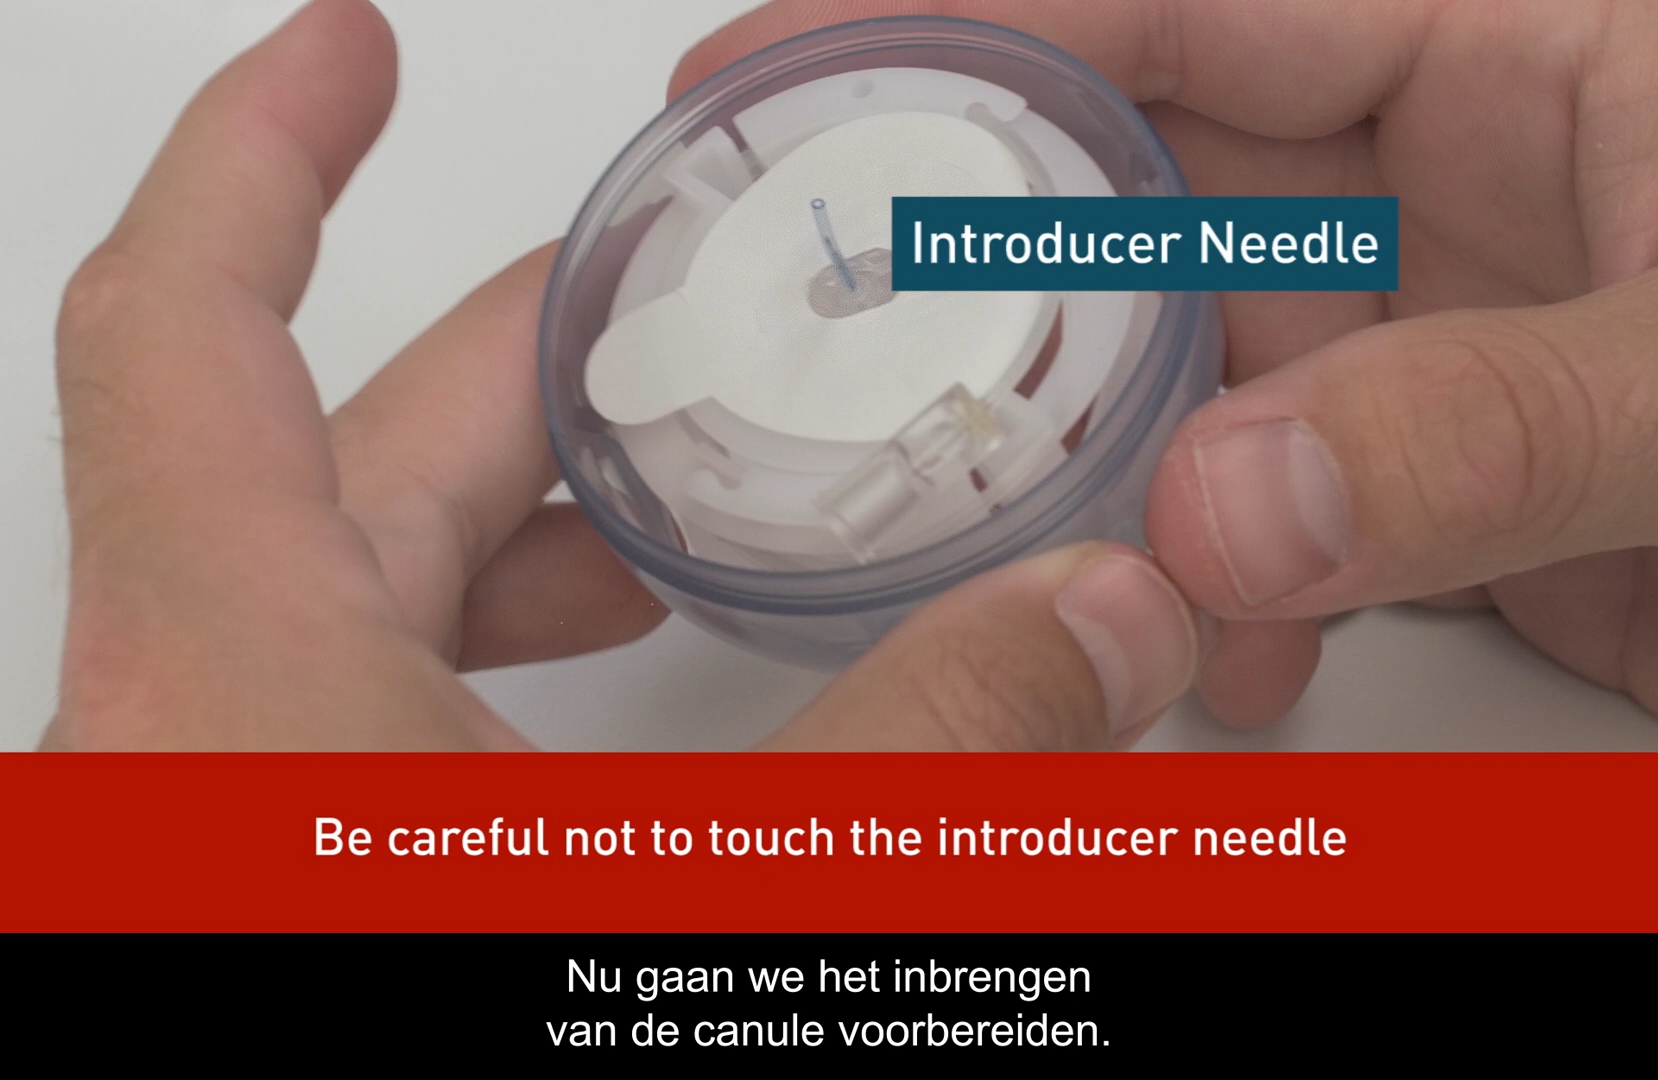 Introducer Needle
Be careful not to touch the introducer needle
Nu gaan we het inbrengen
van de canule voorbereiden.